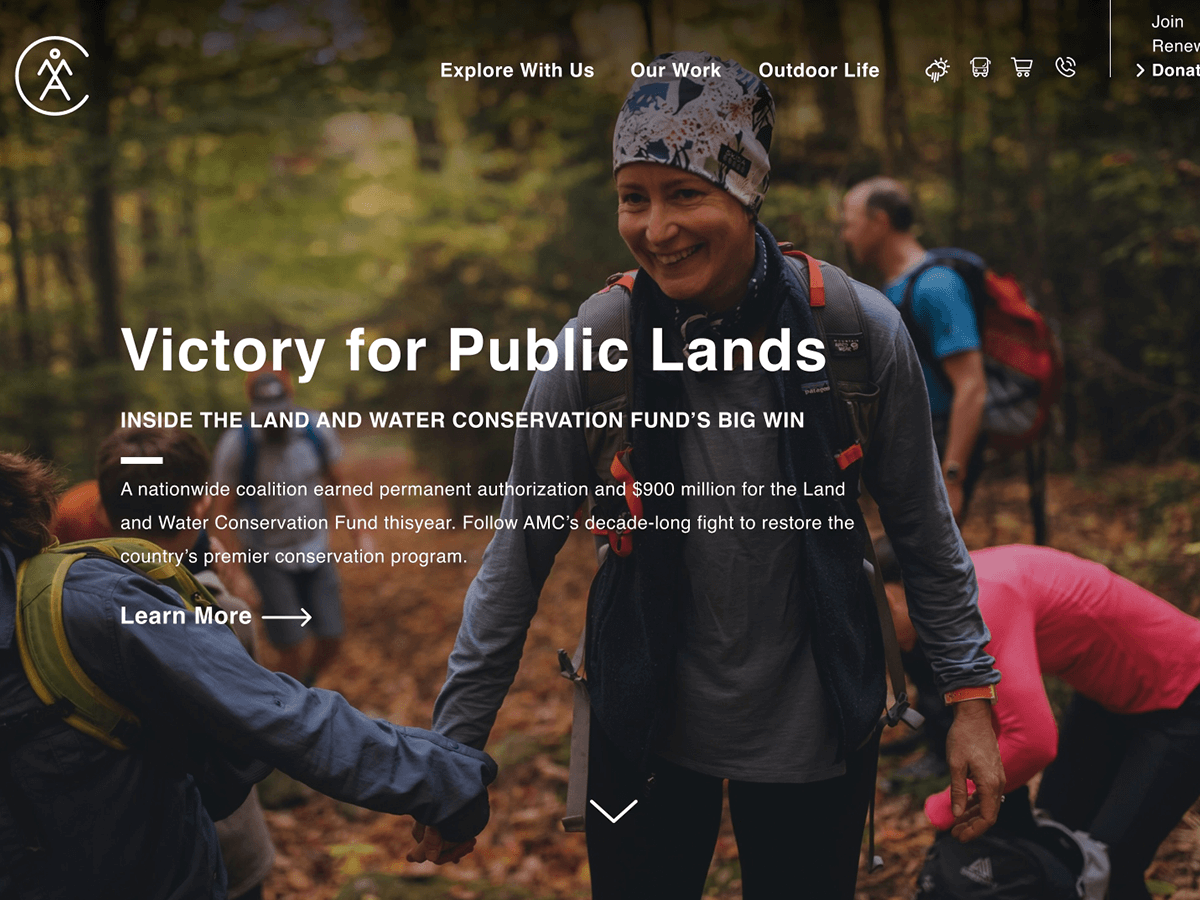 Join
Renew
Explore With Us Our Work Outdoor Life
Donat
Victory for Public Lands
INSIDE THE LAND AND WATER CONSERVATION FUND’S BIG WIN
A nationwide coalition earned permanent authorization and $900 million for the Land
and Water Conservation Fund thisyear. Follow AMC’s decade-long fight to restore the
country’s premier conservation program.
Learn More
patagonia